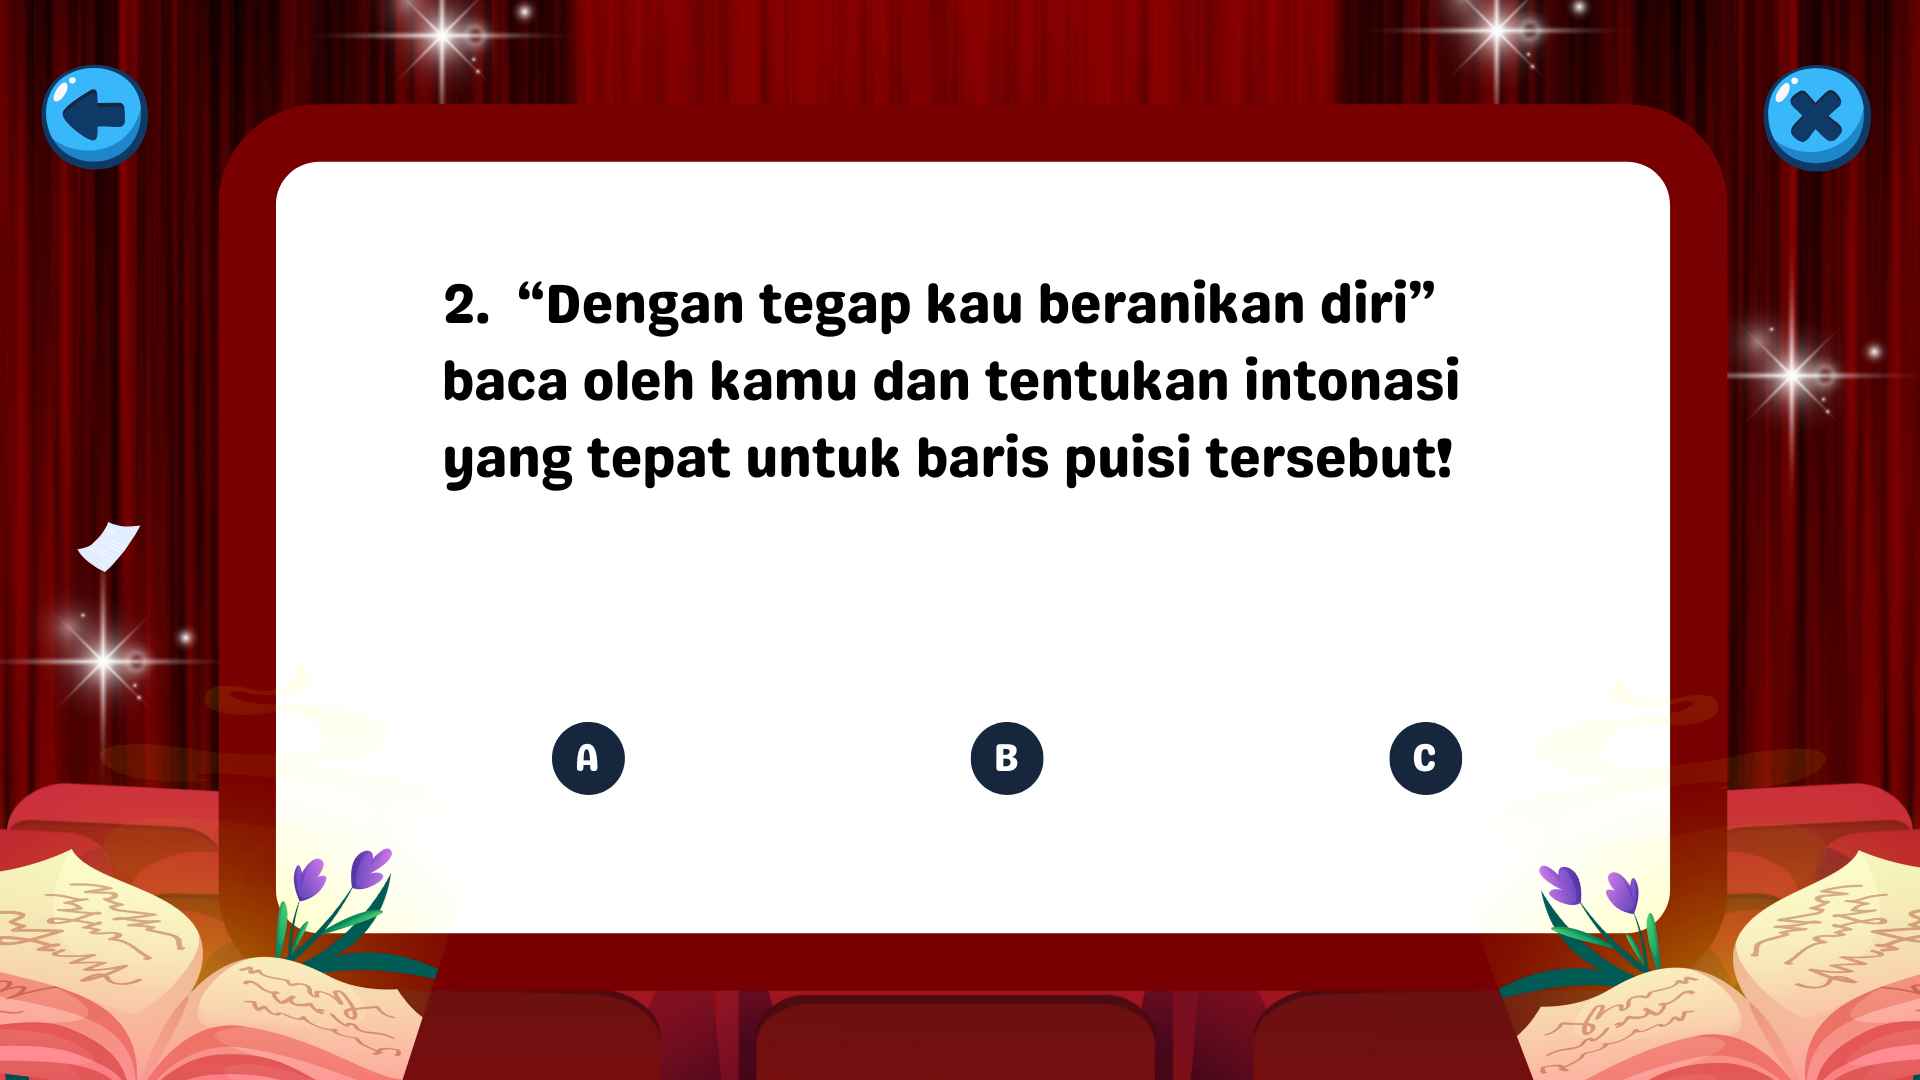 2. “Dengan tegap kau beranikan diri”
baca oleh kamu dan tentukan intonasi
yang tepat untuk baris puisi tersebut!
A
B
C